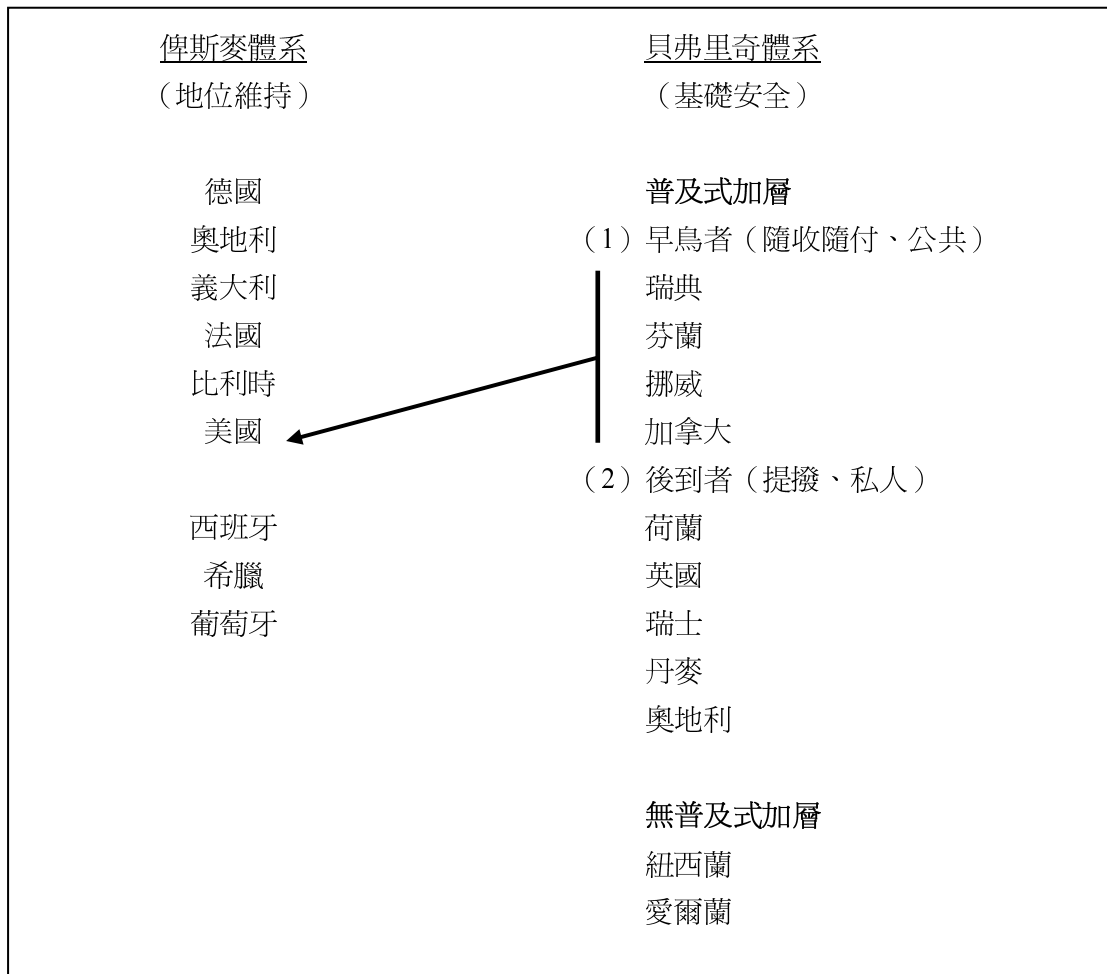 俾斯麥體系
（地位維持）
德國
奧地利
義大利
法國
比利時
美國
西班牙
希臘
葡萄牙
貝弗里奇體系
（基礎安全）
普及式加層
（1）早鳥者（隨收隨付、公共）
瑞典
芬蘭
挪威
加拿大
（2）後到者（提撥、私人）
荷蘭
英國
瑞士
丹麥
奧地利
無普及式加層
紐西蘭
愛爾蘭